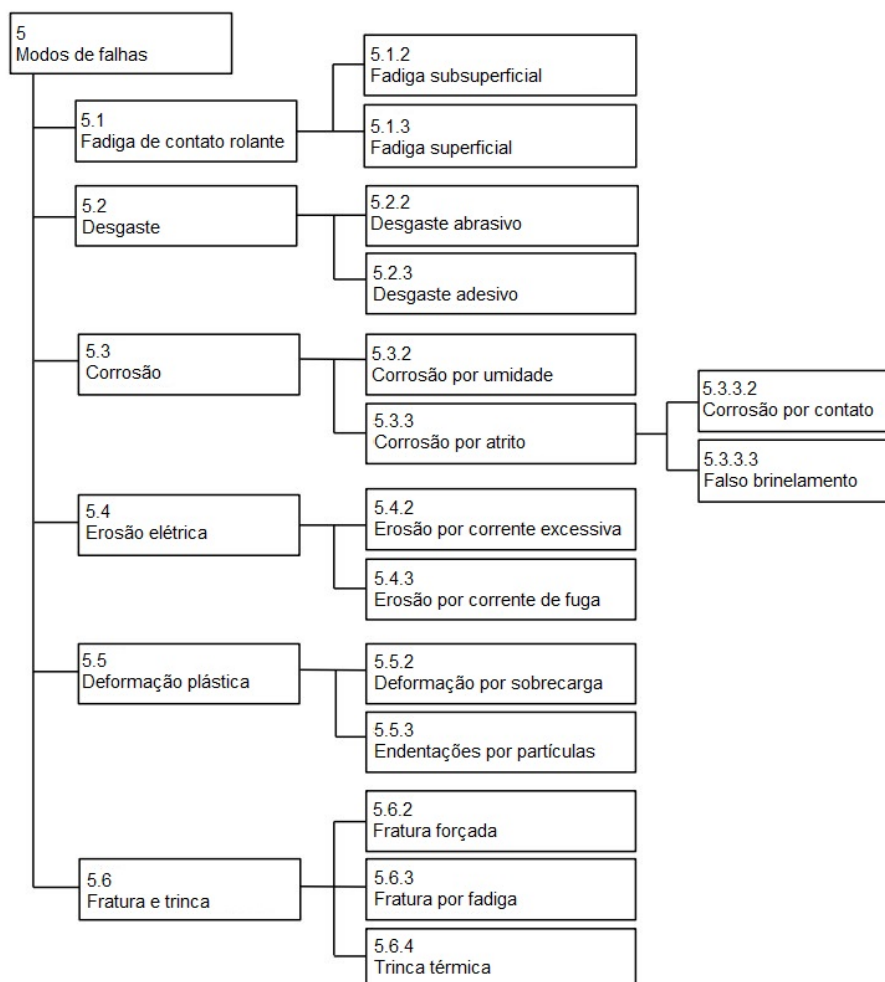 5
Modos de falhas
5.1
Fadiga de contato rolante
5.1.2
Fadiga subsuperficial
5.1.3
Fadiga superficial
5.2
Desgaste
5.2.2
Desgaste abrasivo
5.2.3
Desgaste adesivo
5.3
Corrosão
5.3.2
Corrosão por umidade
5.3.3
Corrosão por atrito
5.3.3.2
Corrosão por contato
5.3.3.3
Falso brinelamento
5.4
Erosão elétrica
5.4.2
Erosão por corrente excessiva
5.4.3
Erosão por corrente de fuga
5.5
Deformação plástica
5.5.2
Deformação por sobrecarga
5.5.3
Endentações por partículas
5.6
Fratura e trinca
5.6.2
Fratura forçada
5.6.3
Fratura por fadiga
5.6.4
Trinca térmica